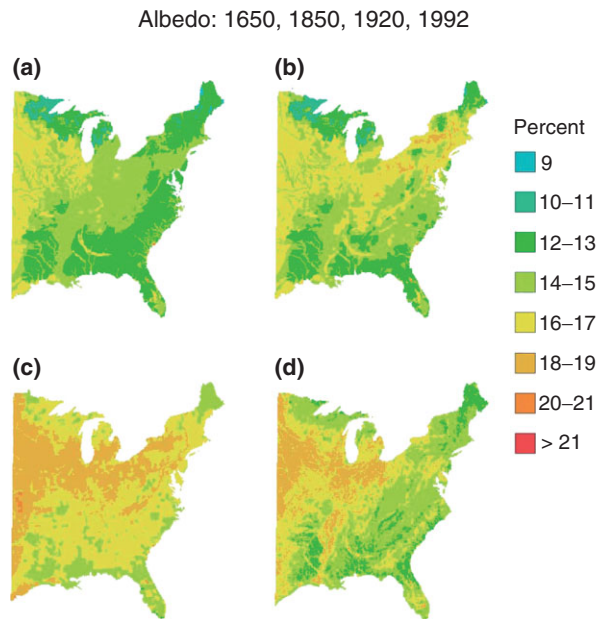 Albedo: 1650, 1850, 1920, 1992
(a)
(b)
Percent
9
10–11
12–13
14–15
16–17
18–19
20–21
> 21
(c)
(d)